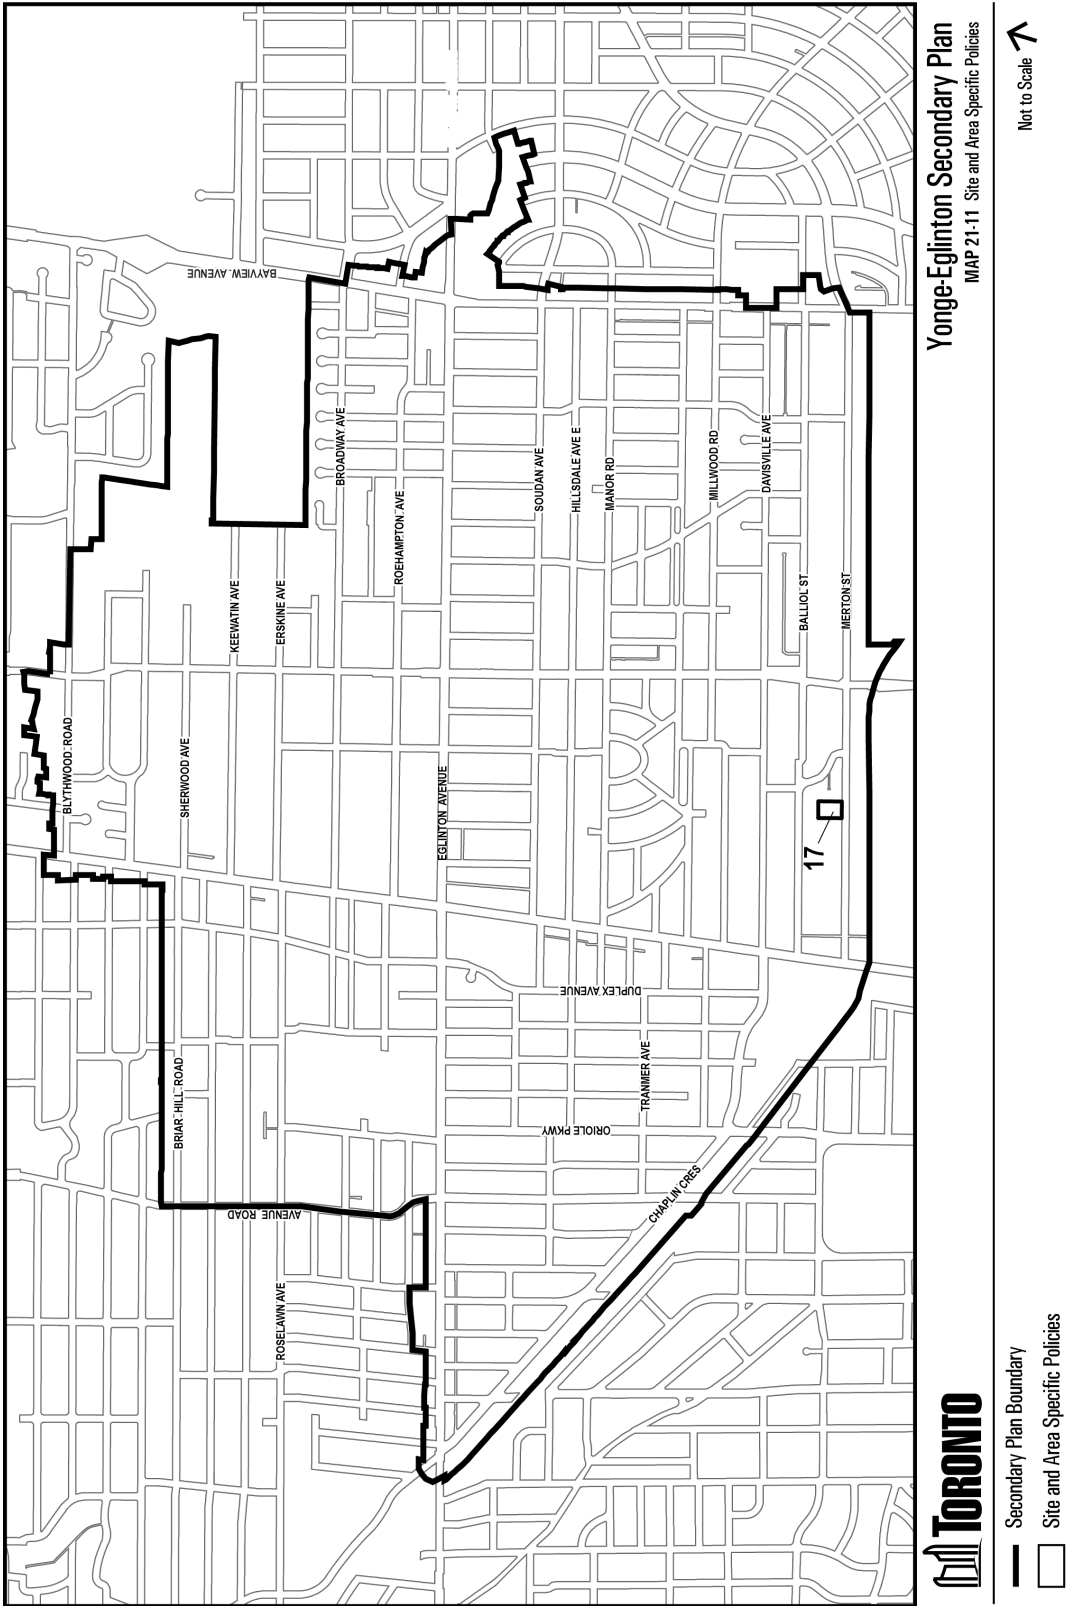 Yonge-Eglinton Secondary Plan
MAP 21-11 Site and Area Specific Policies
Not to Scale
BAYVIEW AVENUE
BROADWAY AVE
ROEHAMPTON AVE
SOUDAN AVE
HILLSDALE AVE E
MANOR RD
MILLWOOD RD
DAVISVILLE AVE
KEEWATIN AVE
ERSKINE AVE
BALLIOL ST
MERTON ST
BLYTHWOOD ROAD
SHERWOOD AVE
EGLINTON AVENUE
17
DUPLEX AVENUE
TRANMER AVE
BRIAR HILL ROAD
ORIOLE PKWY
CHAPLIN CRES
AVENUE ROAD
ROSELAWN AVE
TORONTO
Secondary Plan Boundary
Site and Area Specific Policies